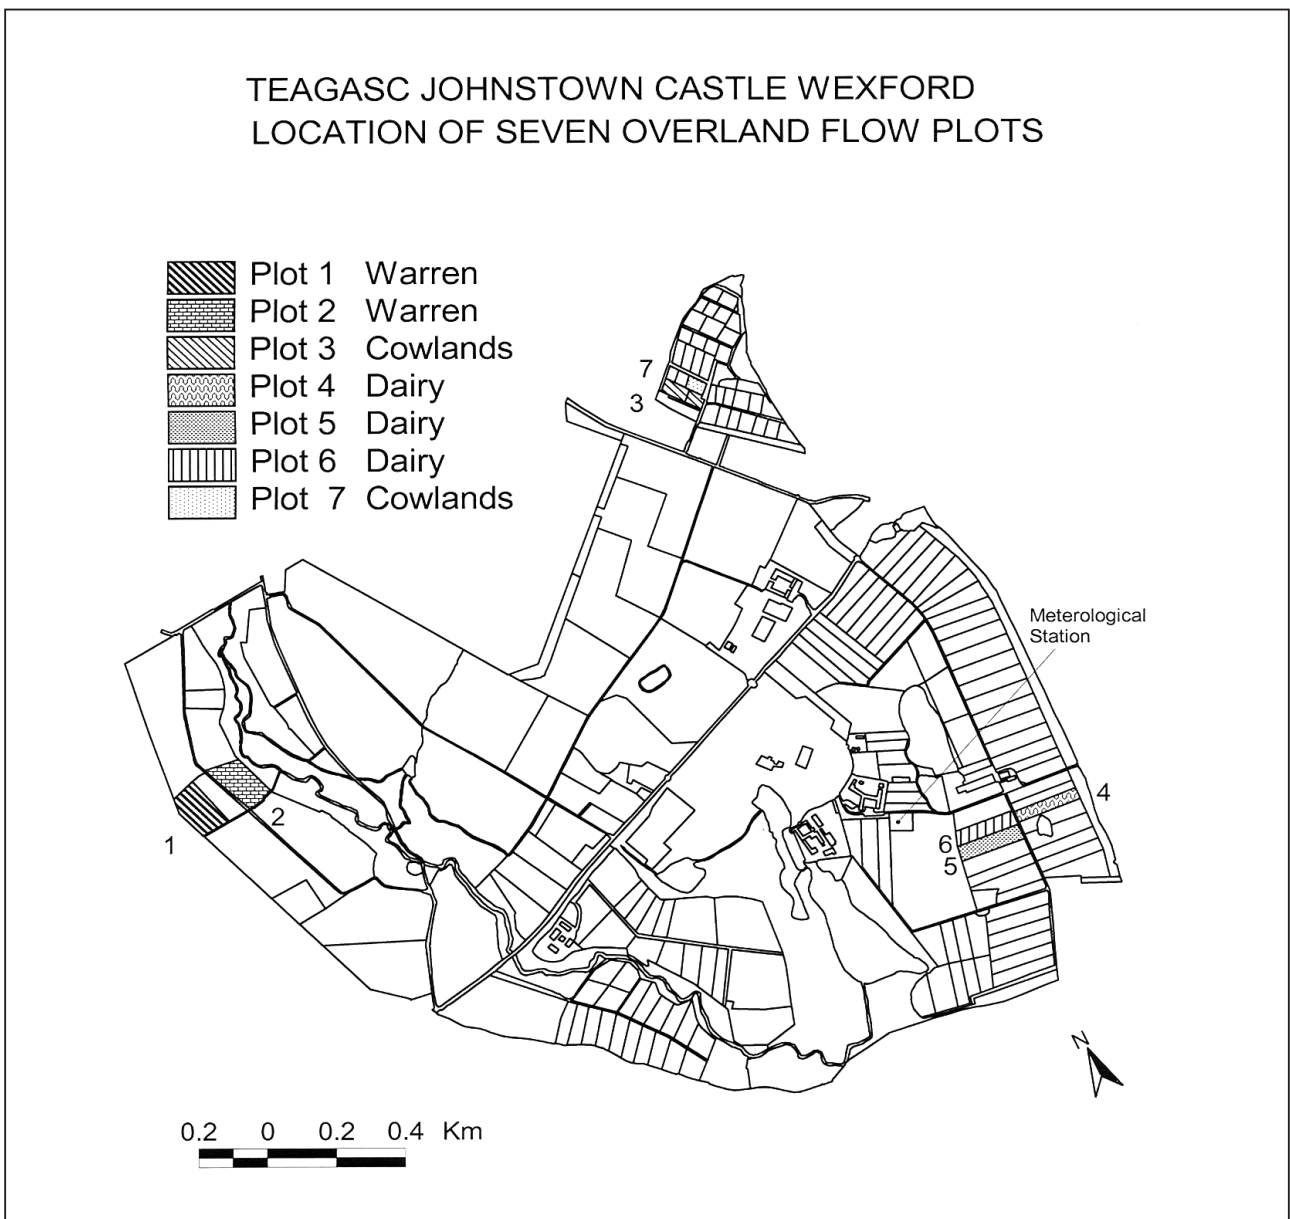 TEAGASC JOHNSTOWN CASTLE WEXFORD
LOCATION OF SEVEN OVERLAND FLOW PLOTS
Plot 1 Warren
Plot 2 Warren
Plot 3 Cowlands
Plot 4 Dairy
Plot 5 Dairy
Plot 6 Dairy
Plot 7 Cowlands
7
3
Meterological
Station
4
1
2
6
5
N
0.2 0 0.2 0.4 Km